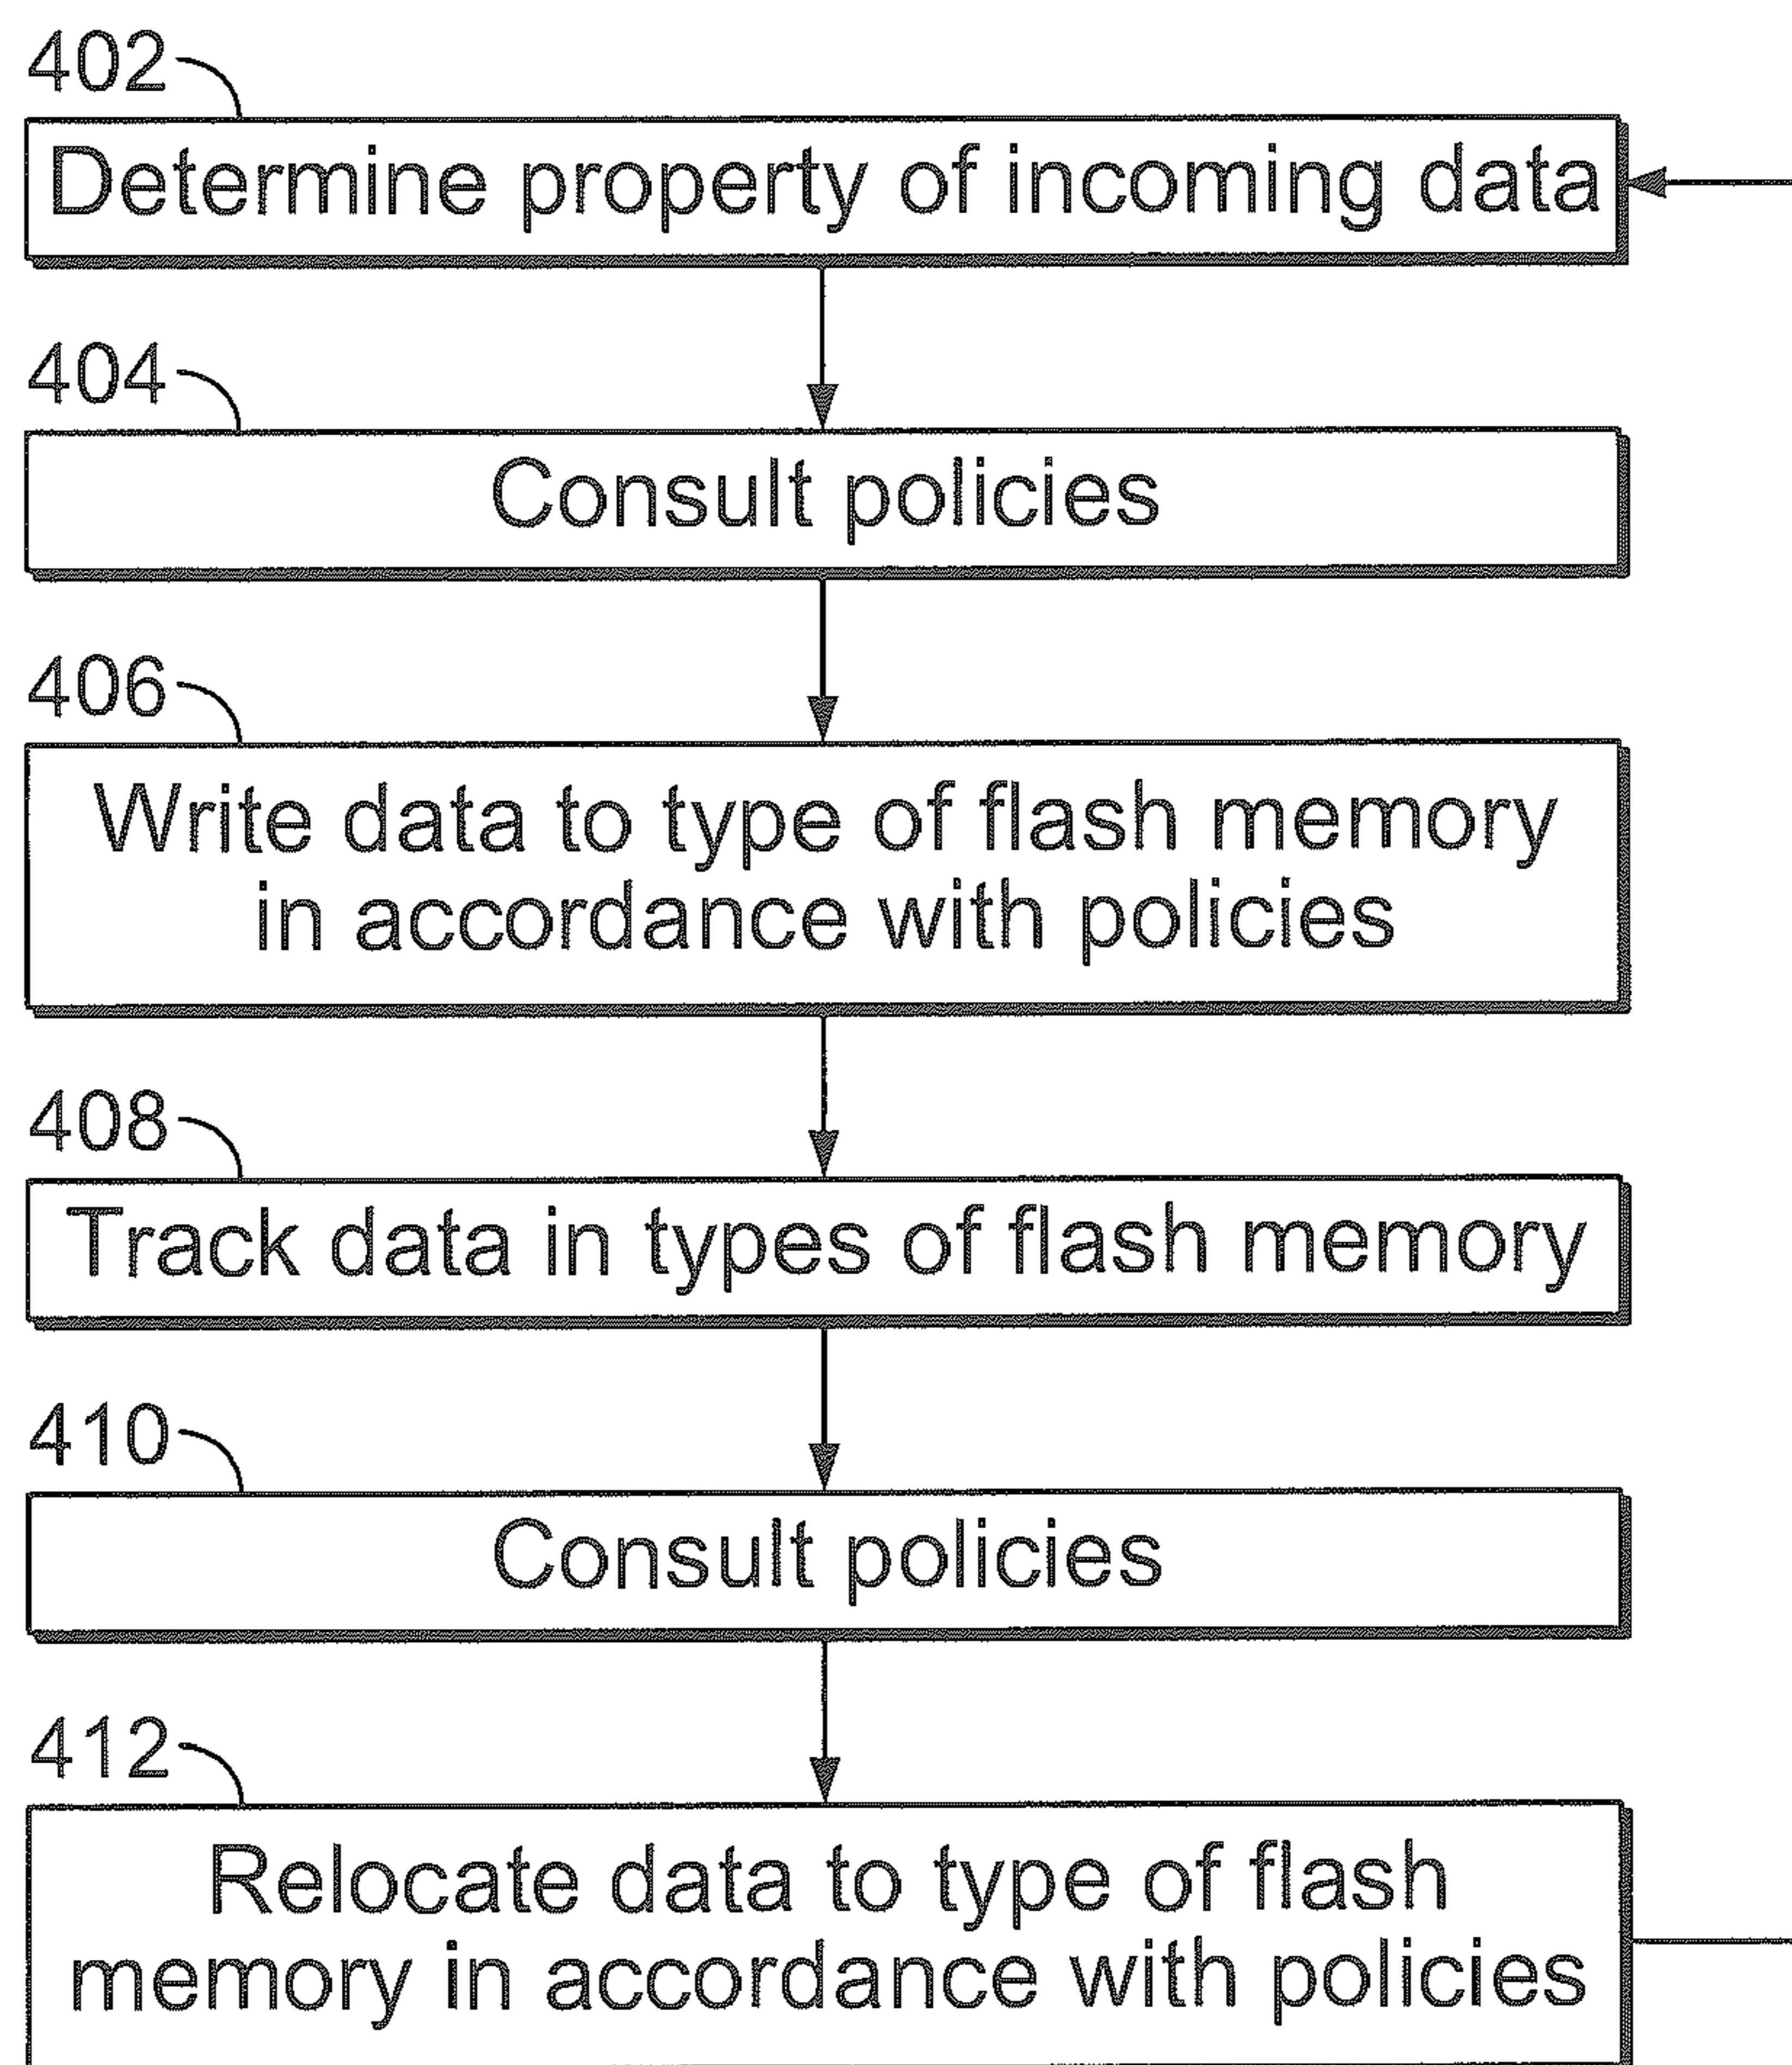 402
Determine property of incoming data
404
Consult policies
406
Write data to type of flash memory
in accordance with policies
408
Track data in types of flash memory
410
Consult policies
412
Relocate data to type of flash
memory in accordance with policies